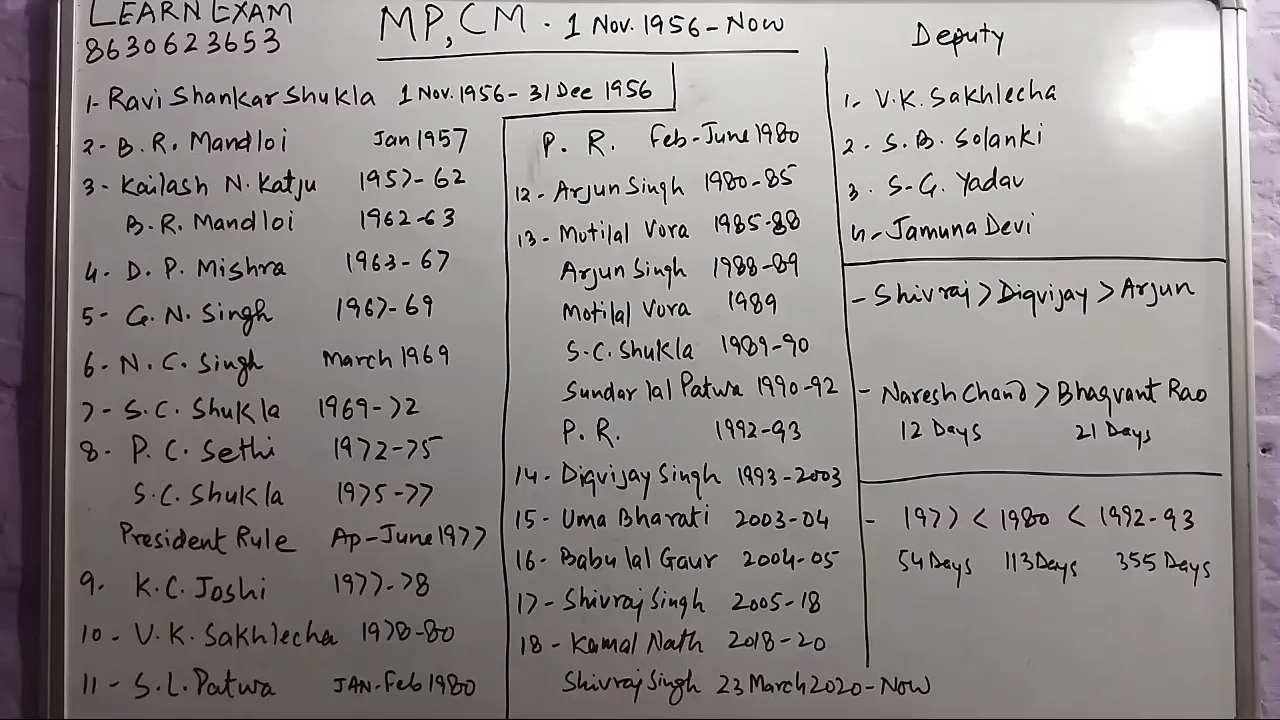 LEARN EXAM
8630623653
MP, CM. 1 Nov. 1956 - Now
1- Ravi Shankar Shukla 1 Nov. 1956 - 31 Dec 1956
2- B. R. Mandloi Jan 1957
3- Kailash N. Katju 1957-62
B. R. Mandloi 1962-63
4- D. P. Mishra 1963-67
5- G. N. Singh 1967-69
6- N. C. Singh March 1969
7- S. C. Shukla 1969-72
8- P. C. Sethi 1972-75
S. C. Shukla 1975-77
President Rule Ap-June 1977
9. K. C. Joshi 1977-78
10- V. K. Sakhlecha 1978-80
11- S. L. Patwa JAN-Feb 1980
P. R. Feb-June 1980
12- Arjun Singh 1980-85
13- Motilal Vora 1985-88
Arjun Singh 1988-89
Motilal Vora 1989
S. C. Shukla 1989-90
Sundar lal Patwa 1990-92
P. R. 1992-93
14- Digvijay Singh 1993-2003
15- Uma Bharati 2003-04
16- Babu lal Gaur 2004-05
17- Shivraj Singh 2005-18
18- Kamal Nath 2018-20
Shivraj Singh 23 March 2020-Now
Deputy
1- V. K. Sakhlecha
2- S. B. Solanki
3. S. G. Yadav
4- Jamuna Devi
- Shivraj > Digvijay > Arjun
- Naresh Chand > Bhagvant Rao
12 Days 21 Days
- 1977 < 1980 < 1992-93
54 Days 113 Days 355 Days